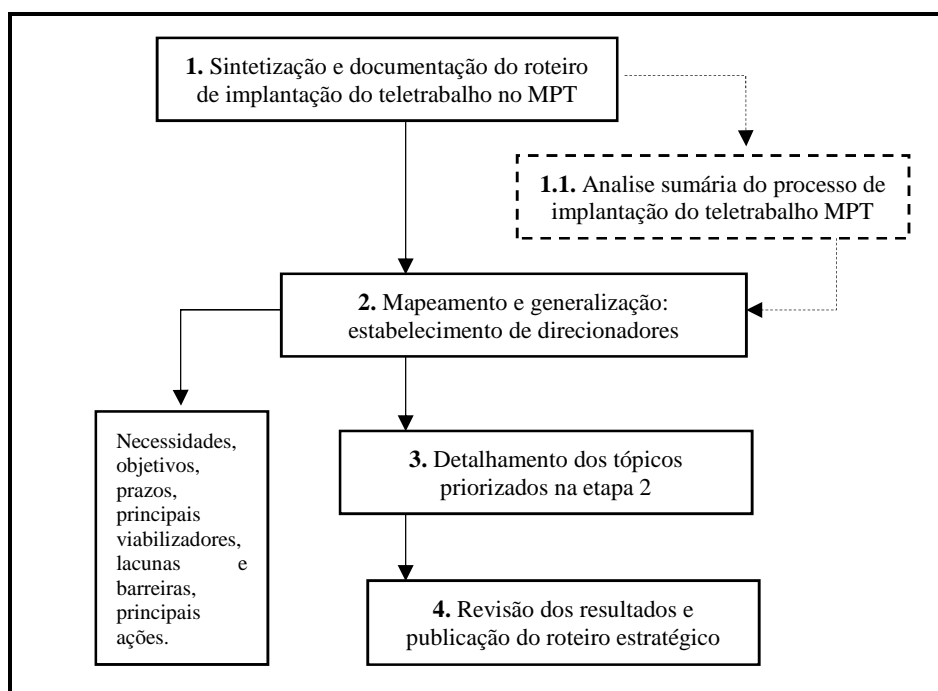 1. Sintetização e documentação do roteiro
de implantação do teletrabalho no MPT
1.1. Analise sumária do processo de
implantação do teletrabalho MPT
2. Mapeamento e generalização:
estabelecimento de direcionadores
Necessidades,
objetivos,
prazos,
principais
viabilizadores,
lacunas e
barreiras,
principais
ações.
3. Detalhamento dos tópicos
priorizados na etapa 2
4. Revisão dos resultados e
publicação do roteiro estratégico